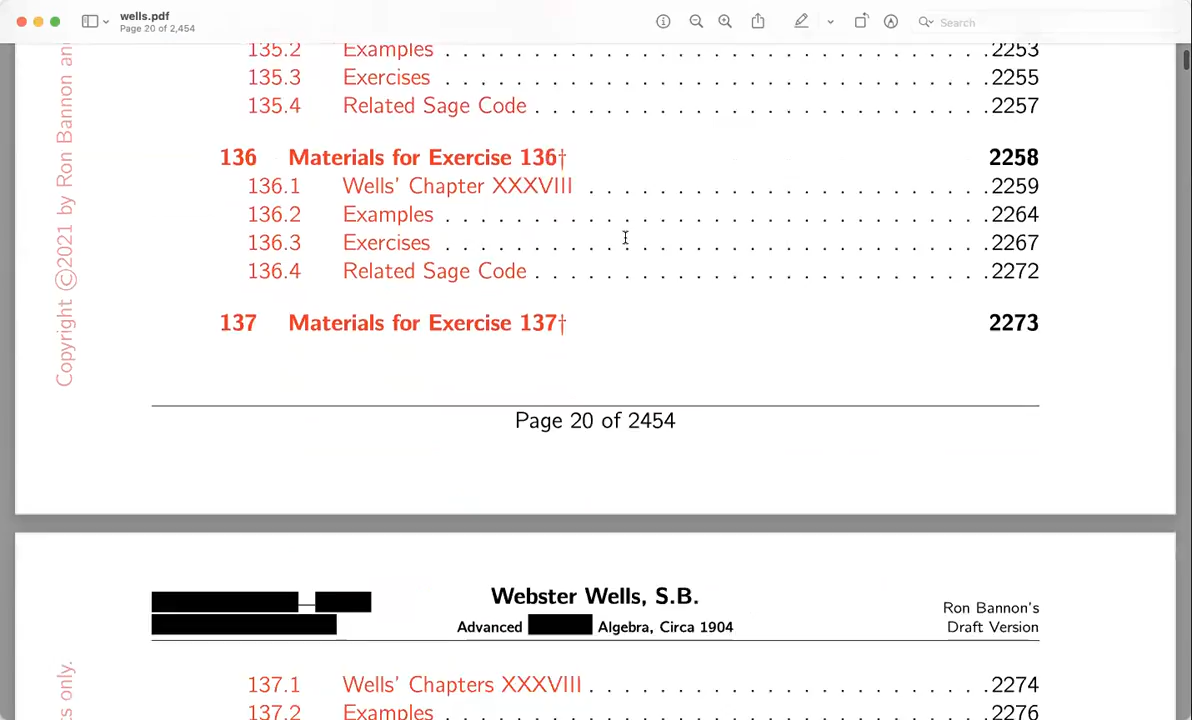 wells.pdf
Page 20 of 2,454
Search
135.2 Examples . . . . . . . . . . . . . . . . . . . . . . . . . . . 2253
135.3 Exercises . . . . . . . . . . . . . . . . . . . . . . . . . . . 2255
135.4 Related Sage Code . . . . . . . . . . . . . . . . . . . . . . 2257
136 Materials for Exercise 136† 2258
136.1 Wells' Chapter XXXVIII . . . . . . . . . . . . . . . . . . . . 2259
136.2 Examples . . . . . . . . . . . . . . . . . . . . . . . . . . . 2264
136.3 Exercises . . . . . . . . . . . . . . . . . . . . . . . . . . . 2267
136.4 Related Sage Code . . . . . . . . . . . . . . . . . . . . . . 2272
137 Materials for Exercise 137† 2273
Copyright ©2021 by Ron Bannon an
Page 20 of 2454
Webster Wells, S.B.
Advanced Algebra, Circa 1904
Ron Bannon's
Draft Version
137.1 Wells' Chapters XXXVIII . . . . . . . . . . . . . . . . . . . . 2274
137.2 Examples . . . . . . . . . . . . . . . . . . . . . . . . . . . 2276
ts only.